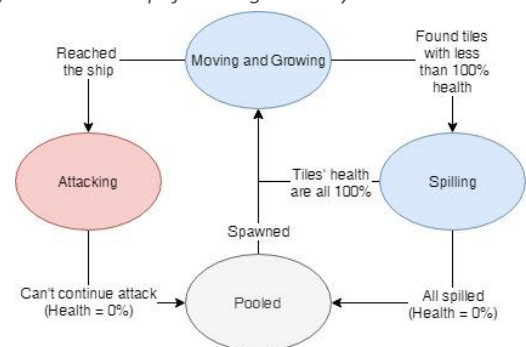 Moving and Growing
Reached
the ship
Found tiles
with less
than 100%
health
Attacking
Tiles' health
are all 100%
Spilling
Spawned
Can't continue attack
(Health = 0%)
Pooled
All spilled
(Health = 0%)